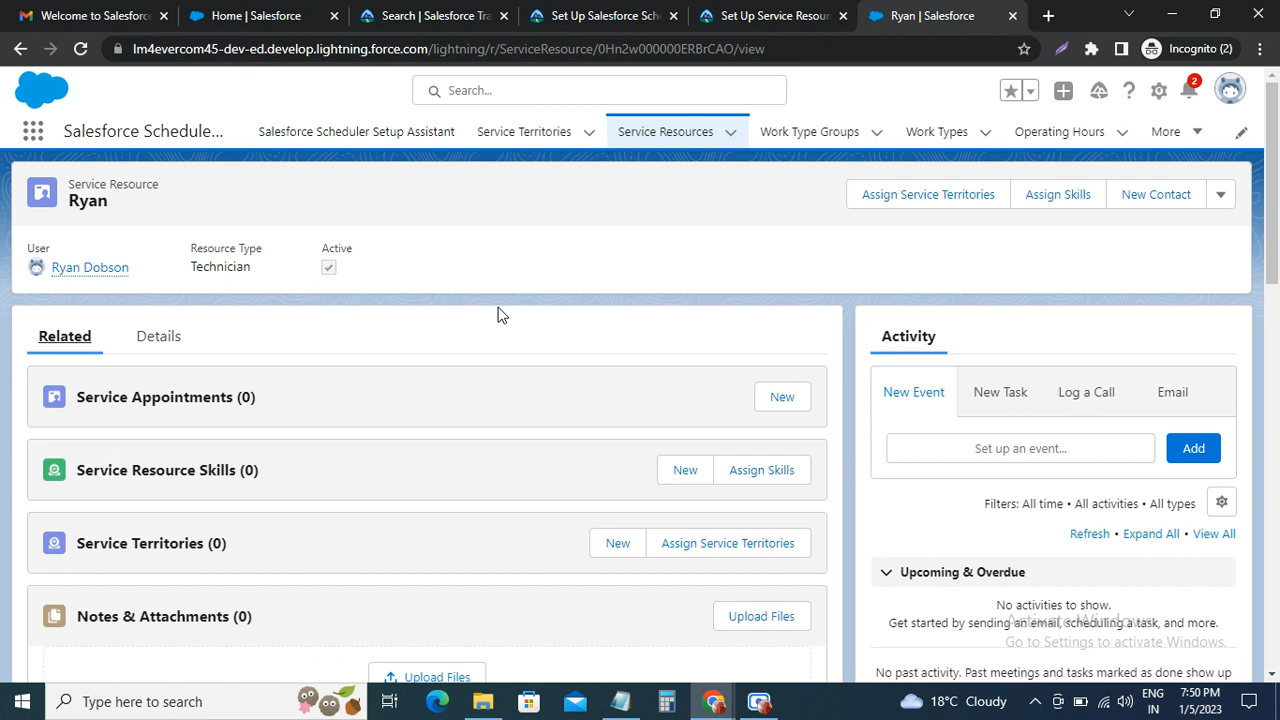 Welcome to Salesforce
Home | Salesforce
Search | Salesforce Tra
Set Up Salesforce Sch
Set Up Service Resour
Ryan | Salesforce
lm4evercom45-dev-ed.develop.lightning.force.com/lightning/r/ServiceResource/0Hn2w000000ERBrCAO/view
Incognito (2)
Search...
2
Salesforce Schedule...
Salesforce Scheduler Setup Assistant
Service Territories
Service Resources
Work Type Groups
Work Types
Operating Hours
More
Service Resource
Ryan
Assign Service Territories
Assign Skills
New Contact
User
Resource Type
Active
Ryan Dobson
Technician
Related
Details
Service Appointments (0)
New
Service Resource Skills (0)
New
Assign Skills
Service Territories (0)
New
Assign Service Territories
Notes & Attachments (0)
Upload Files
Upload Files
Activity
New Event
New Task
Log a Call
Email
Set up an event...
Add
Filters: All time • All activities • All types
Refresh • Expand All • View All
Upcoming & Overdue
No activities to show.
Get started by sending an email, scheduling a task, and more.
Activate Windows
Go to Settings to activate Windows.
No past activity. Past meetings and tasks marked as done show up
Type here to search
18°C Cloudy
ENG
IN
7:50 PM
1/5/2023